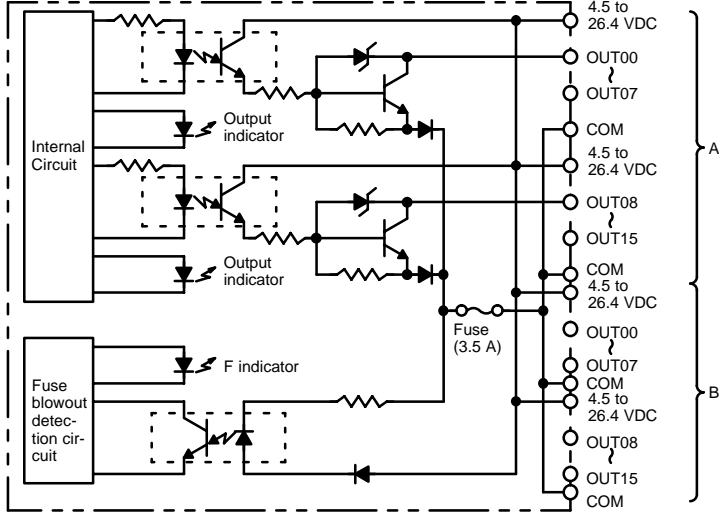 Internal
Circuit
Output
indicator
Output
indicator
Fuse
blowout
detec-
tion cir-
cuit
F indicator
Fuse
(3.5 A)
4.5 to
26.4 VDC
OUT00
OUT07
COM
4.5 to
26.4 VDC
OUT08
OUT15
COM
4.5 to
26.4 VDC
OUT00
OUT07
COM
4.5 to
26.4 VDC
OUT08
OUT15
COM
A
B